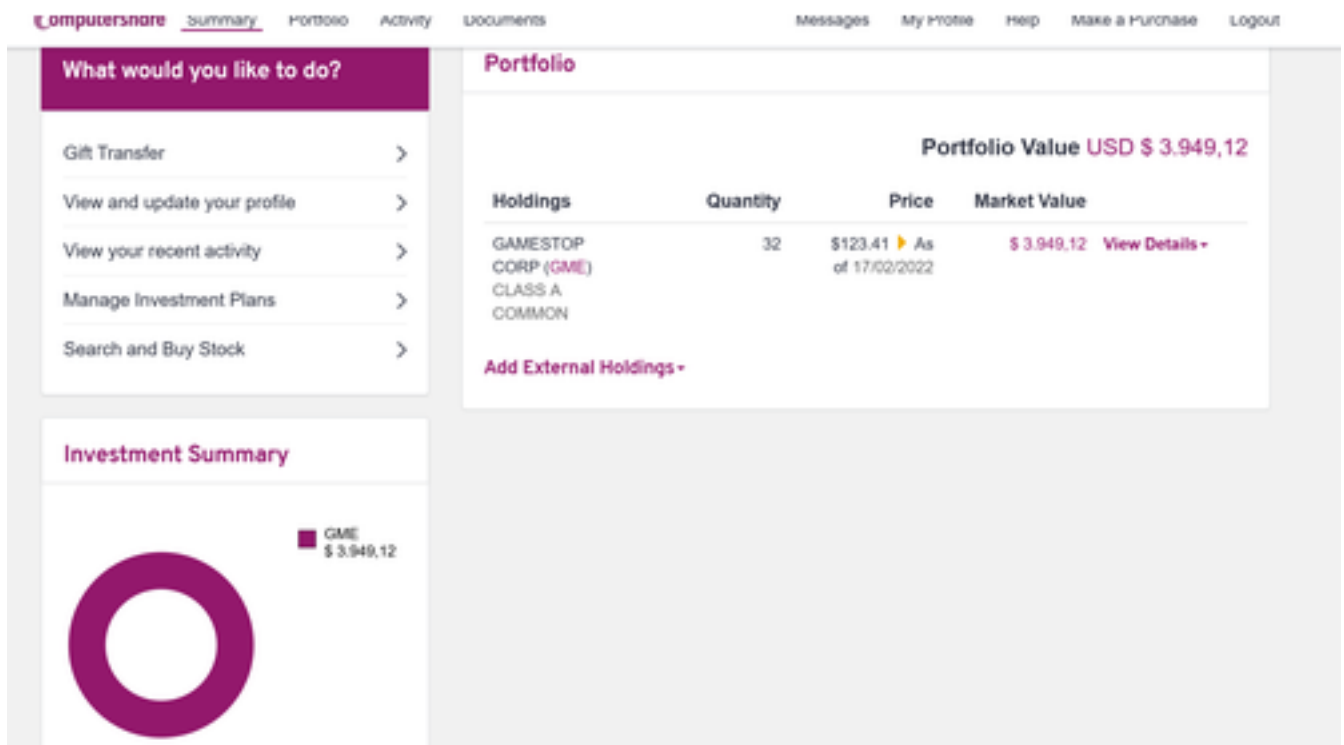 Computershare Summary Portfolio Activity Documents Messages My Profile Help Make a Purchase Logout
What would you like to do?
Gift Transfer
View and update your profile
View your recent activity
Manage Investment Plans
Search and Buy Stock
Portfolio
Portfolio Value USD $ 3.949,12
Holdings Quantity Price Market Value
GAMESTOP 32 $123.41 As $ 3.949,12 View Details
CORP (GME) of 17/02/2022
CLASS A
COMMON
Add External Holdings
Investment Summary
GME
$ 3.949,12